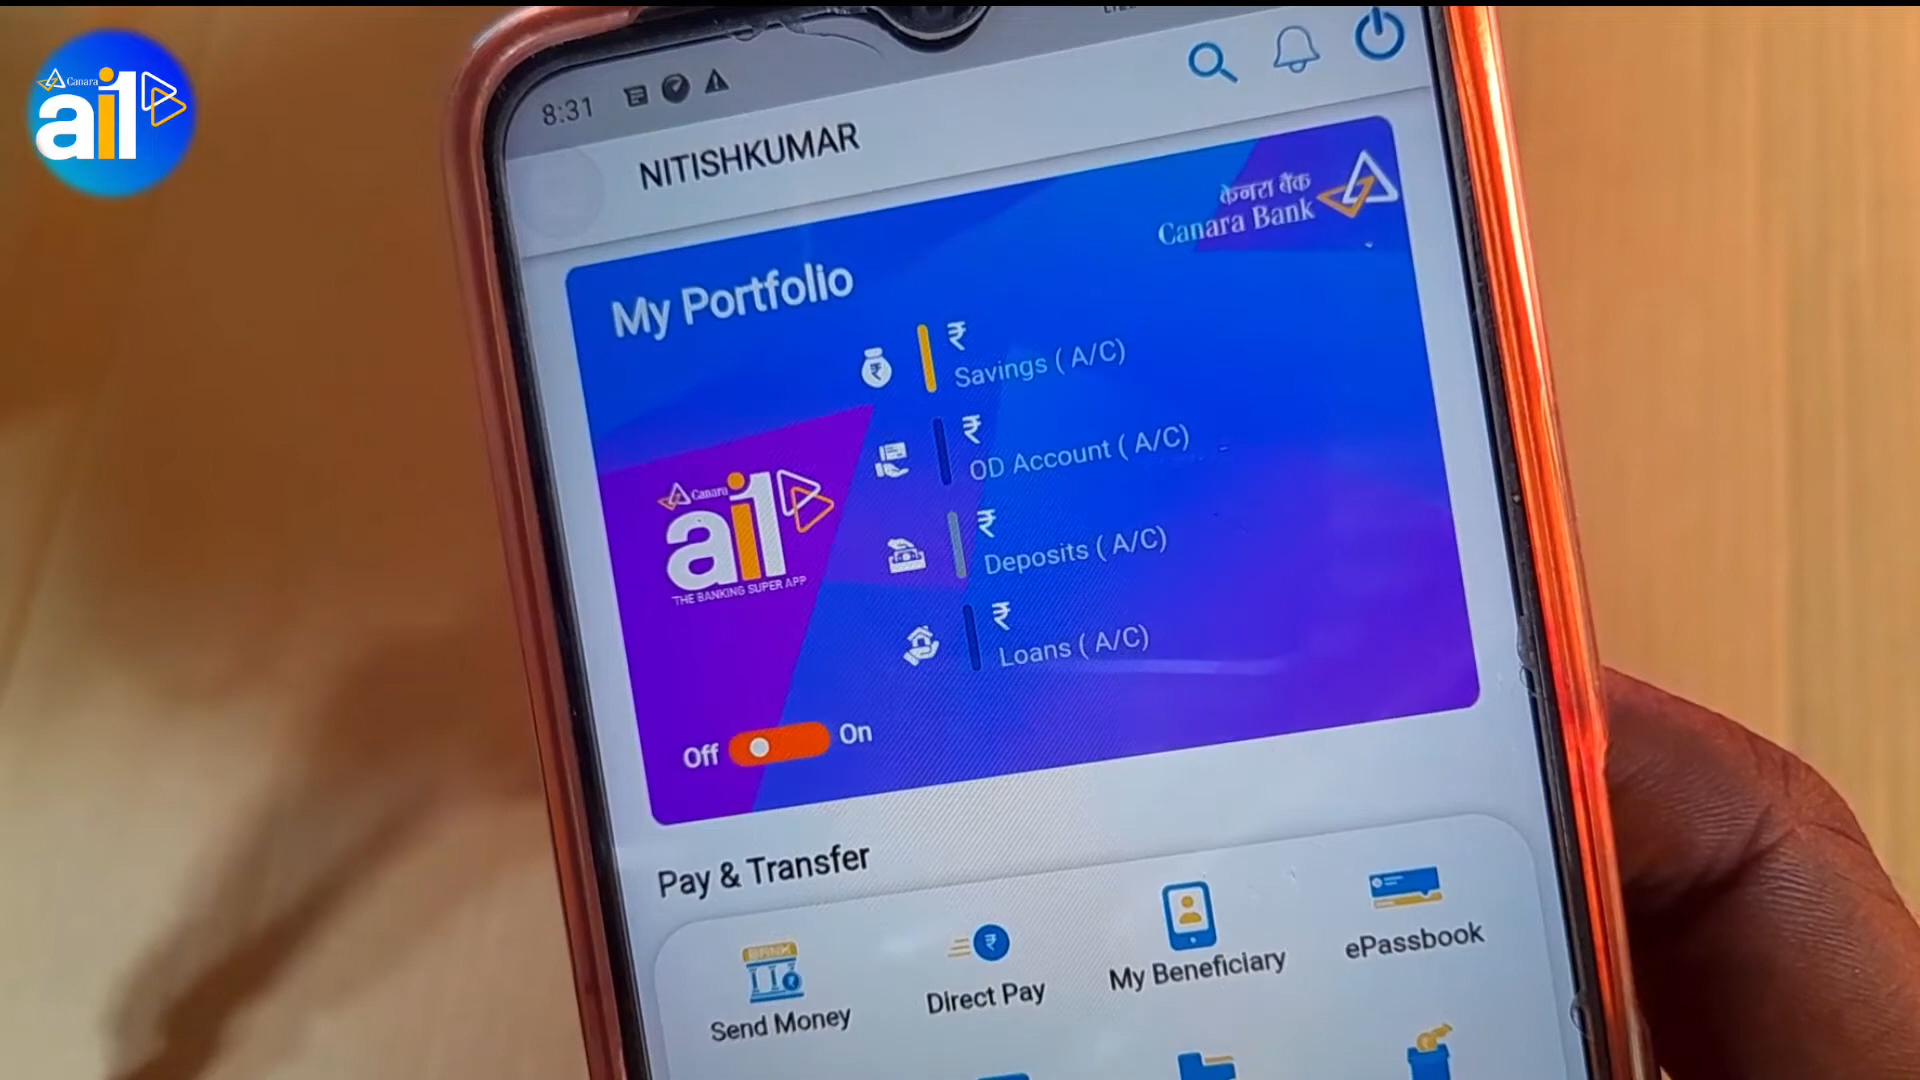 Canara
ai1
8:31
NITISHKUMAR
केनरा बैंक
Canara Bank
My Portfolio
₹
Savings ( A/C)
₹
OD Account ( A/C)
₹
Deposits ( A/C)
₹
Loans ( A/C)
Canara
ai1
THE BANKING SUPER APP
Off On
Pay & Transfer
BANK
Send Money
Direct Pay
My Beneficiary
ePassbook